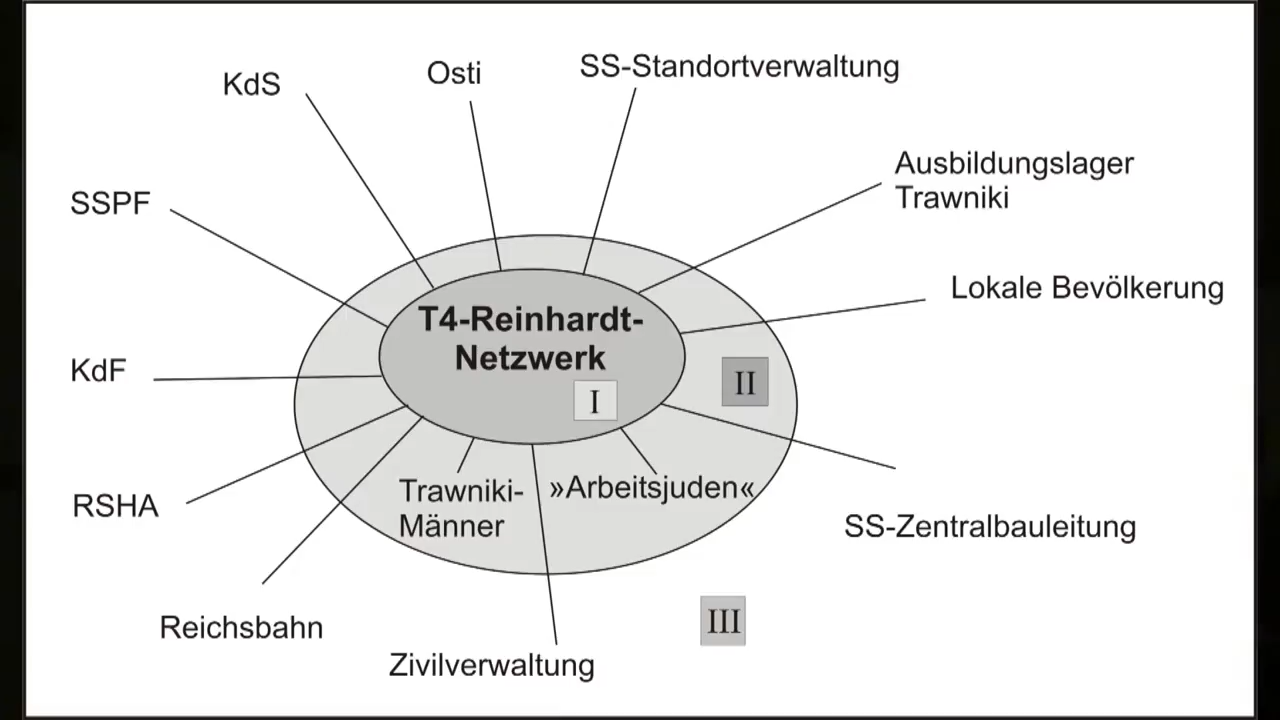 KdS
Osti
SS-Standortverwaltung
Ausbildungslager
Trawniki
SSPF
Lokale Bevölkerung
T4-Reinhardt-
Netzwerk
I
II
KdF
Trawniki-
Männer
»Arbeitsjuden«
RSHA
SS-Zentralbauleitung
Reichsbahn
III
Zivilverwaltung